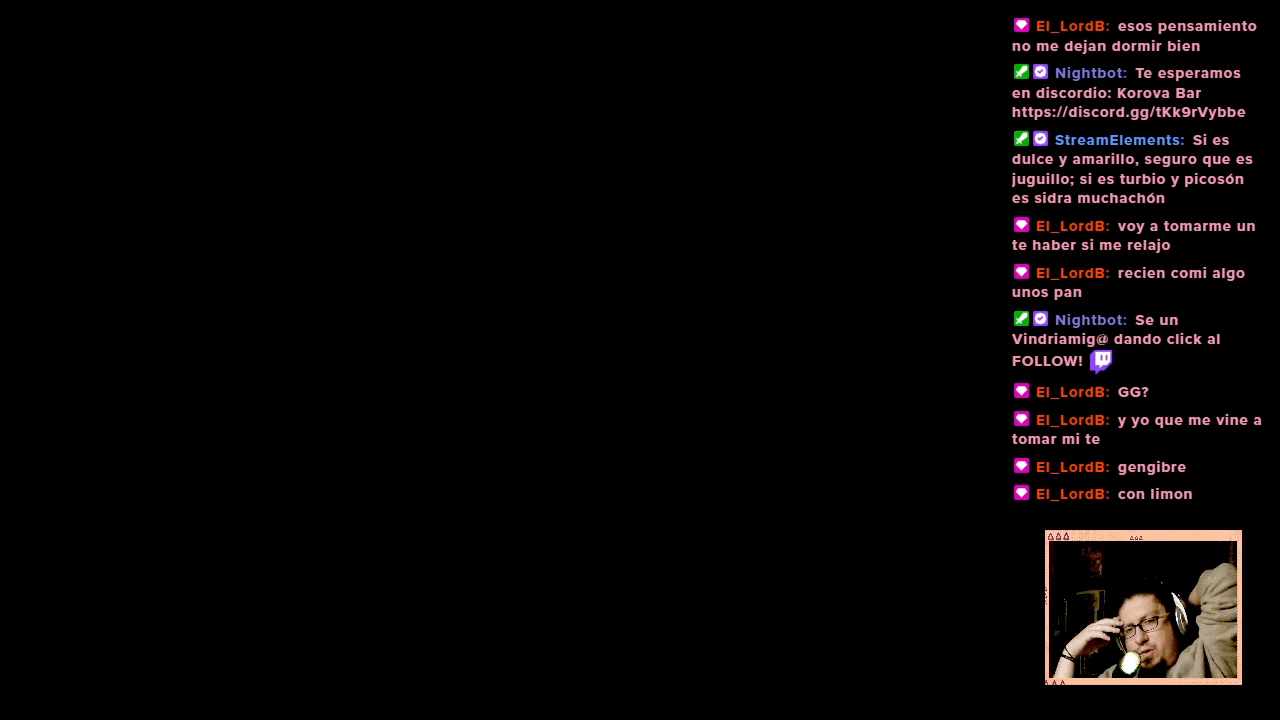 El_LordB: esos pensamiento
no me dejan dormir bien
Nightbot: Te esperamos
en discordio: Korova Bar
https://discord.gg/tKk9rVybbe
StreamElements: Si es
dulce y amarillo, seguro que es
juguillo; si es turbio y picosón
es sidra muchachón
El_LordB: voy a tomarme un
te haber si me relajo
El_LordB: recien comi algo
unos pan
Nightbot: Se un
Vindriamig@ dando click al
FOLLOW!
El_LordB: GG?
El_LordB: y yo que me vine a
tomar mi te
El_LordB: gengibre
El_LordB: con limon